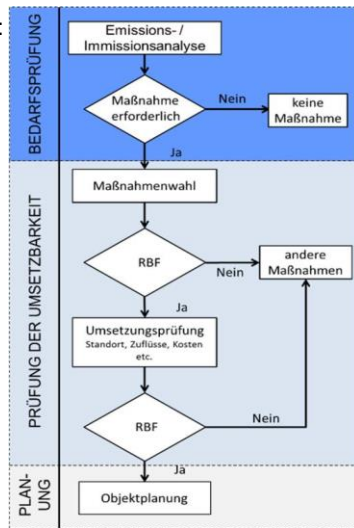 :
BEDARFSPRÜFUNG
Emissions- /
Immissionsanalyse
Maßnahme
erforderlich
Nein
keine
Maßnahme
Ja
PRÜFUNG DER UMSETZBARKEIT
Maßnahmenwahl
RBF
Nein
andere
Maßnahmen
Ja
Umsetzungsprüfung
Standort, Zuflüsse, Kosten
etc.
RBF
Nein
Ja
PLAN-
UNG
Objektplanung